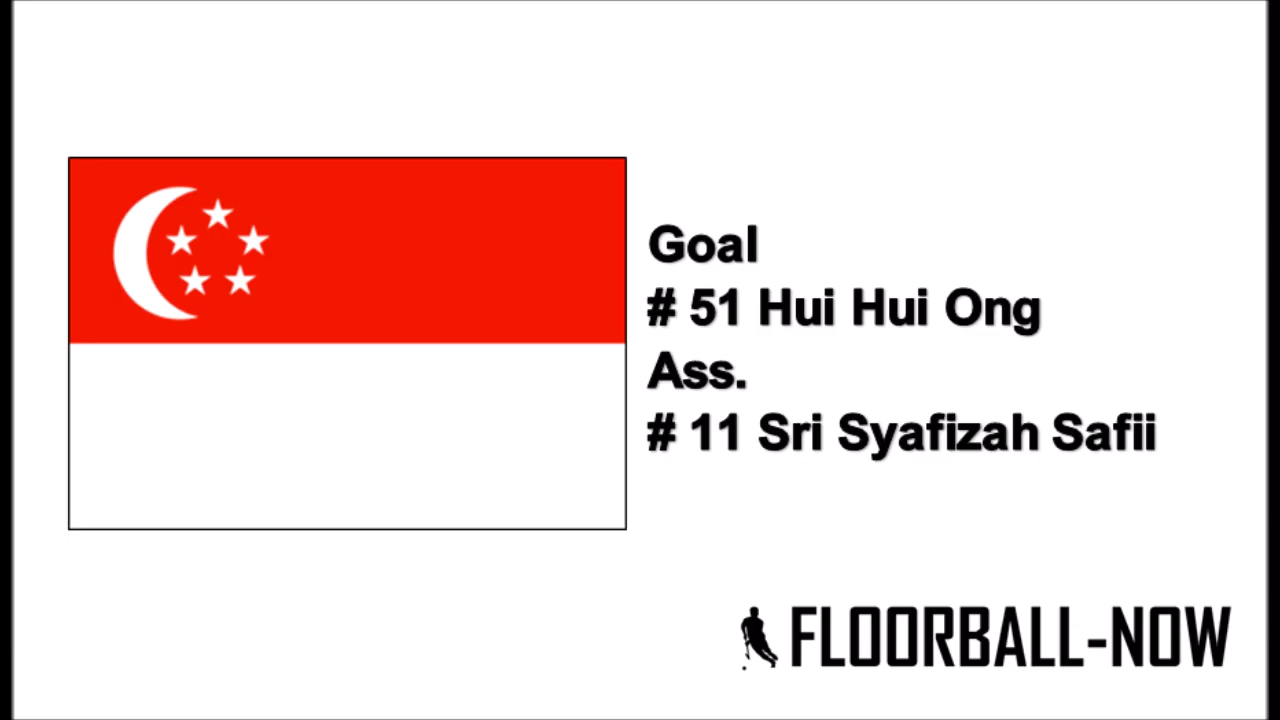 Goal
# 51 Hui Hui Ong
Ass.
# 11 Sri Syafizah Safii
FLOORBALL-NOW